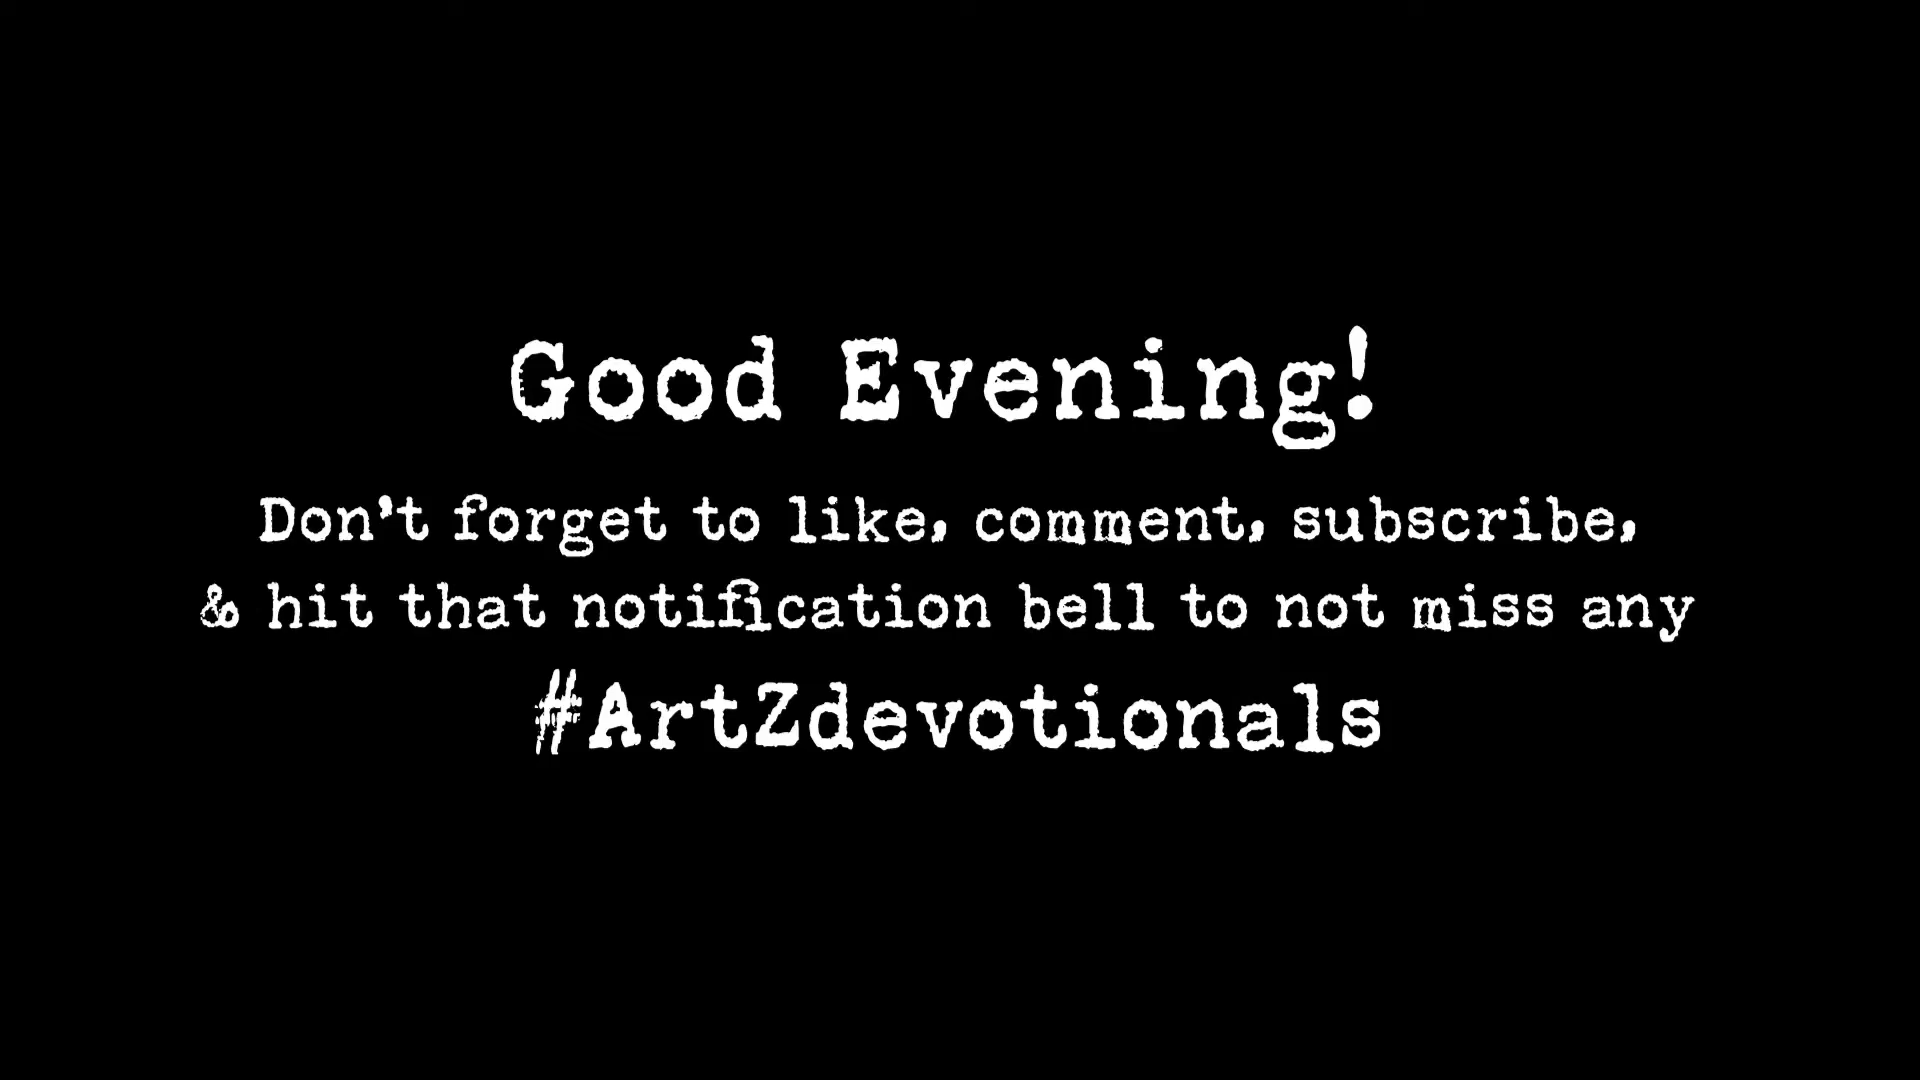 Good Evening!
Don't forget to like, comment, subscribe,
& hit that notification bell to not miss any
#ArtZdevotionals